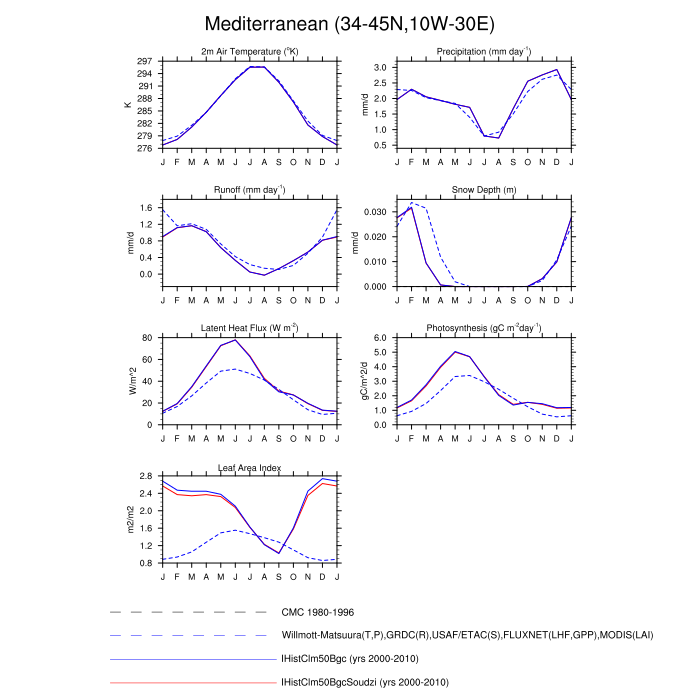 Mediterranean (34-45N,10W-30E)
2m Air Temperature (°K)
K
297
294
291
288
285
282
279
276
J F M A M J J A S O N D J
Precipitation (mm day-1)
mm/d
3.0
2.5
2.0
1.5
1.0
0.5
J F M A M J J A S O N D J
Runoff (mm day-1)
mm/d
1.6
1.2
0.8
0.4
0.0
J F M A M J J A S O N D J
Snow Depth (m)
0.030
0.020
0.010
0.000
mm/d
J F M A M J J A S O N D J
Latent Heat Flux (W m-2)
W/m^2
80
60
40
20
0
J F M A M J J A S O N D J
Photosynthesis (gC m-2day-1)
gC/m^2/d
6.0
5.0
4.0
3.0
2.0
1.0
0.0
J F M A M J J A S O N D J
Leaf Area Index
m2/m2
2.8
2.4
2.0
1.6
1.2
0.8
J F M A M J J A S O N D J
CMC 1980-1996
Willmott-Matsuura(T,P),GRDC(R),USAF/ETAC(S),FLUXNET(LHF,GPP),MODIS(LAI)
IHistClm50Bgc (yrs 2000-2010)
IHistClm50BgcSoudzi (yrs 2000-2010)